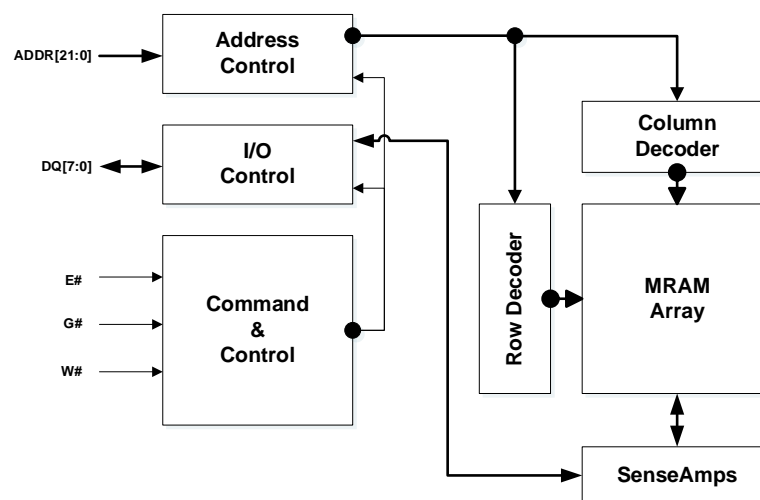 Address
Control
ADDR[21:0]
I/O
Control
DQ[7:0]
Column
Decoder
Row Decoder
MRAM
Array
E#
G#
W#
Command
&
Control
SenseAmps